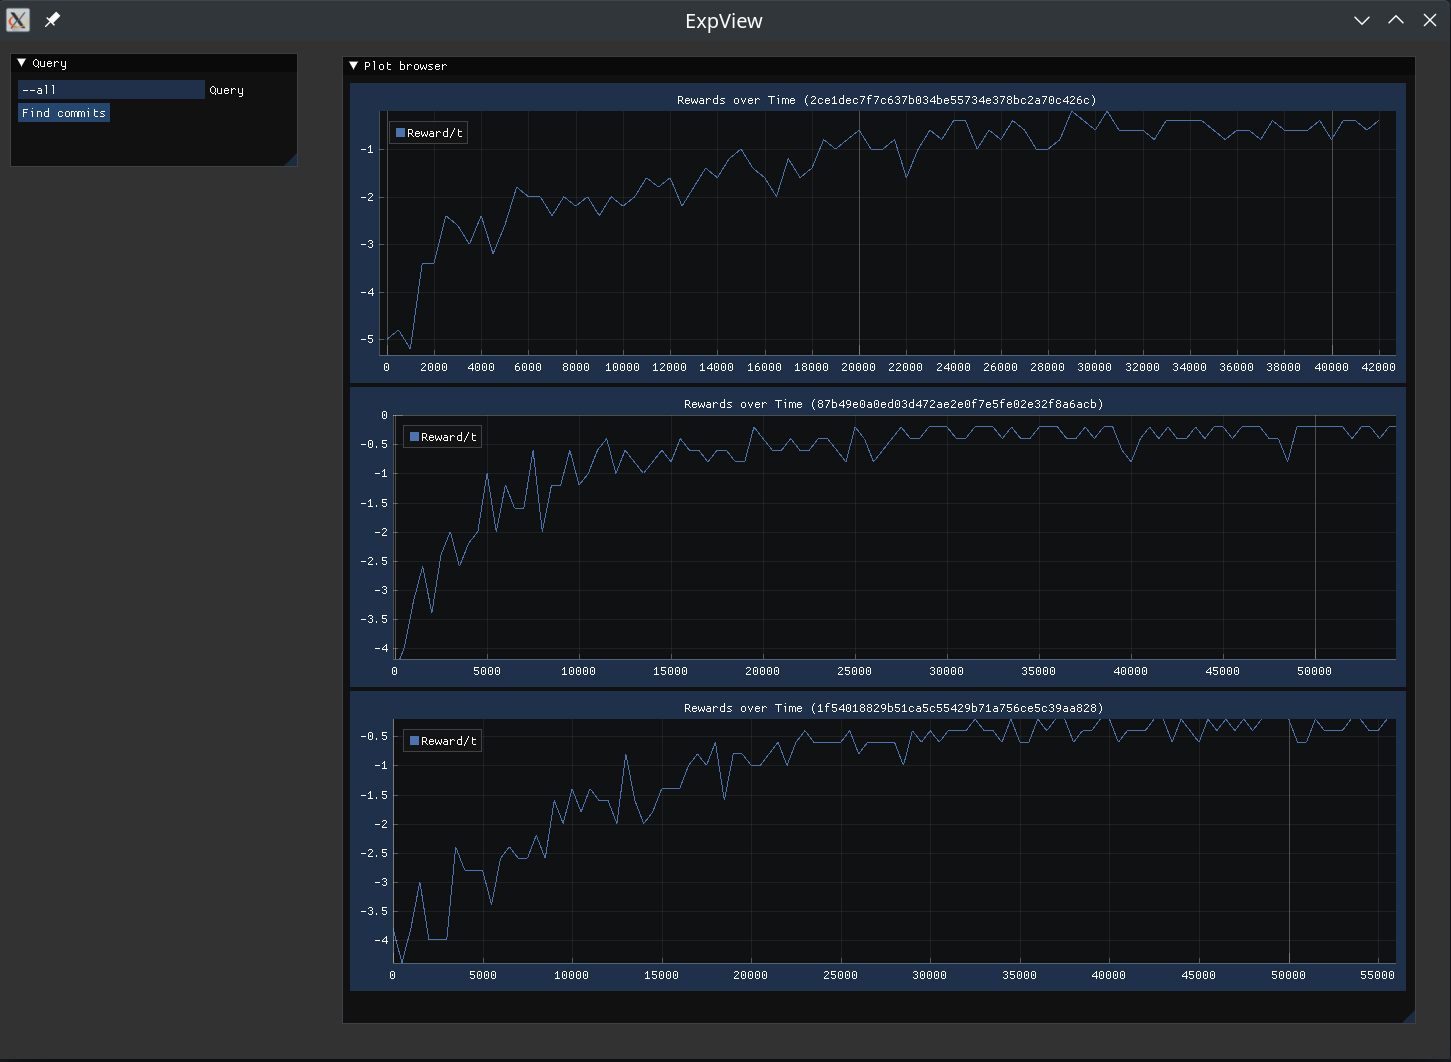 ExpView
Query
--all Query
Find commits
Plot browser
Rewards over Time (2ce1dec7f7c637b034be55734e378bc2a70c426c)
Reward/t
-1
-2
-3
-4
-5
0 2000 4000 6000 8000 10000 12000 14000 16000 18000 20000 22000 24000 26000 28000 30000 32000 34000 36000 38000 40000 42000
Rewards over Time (87b49e0a0ed03d472ae2e0f7e5fe02e32f8a6acb)
0
Reward/t
-0.5
-1
-1.5
-2
-2.5
-3
-3.5
-4
0 5000 10000 15000 20000 25000 30000 35000 40000 45000 50000
Rewards over Time (1f54018829b51ca5c55429b71a756ce5c39aa828)
-0.5
Reward/t
-1
-1.5
-2
-2.5
-3
-3.5
-4
0 5000 10000 15000 20000 25000 30000 35000 40000 45000 50000 55000